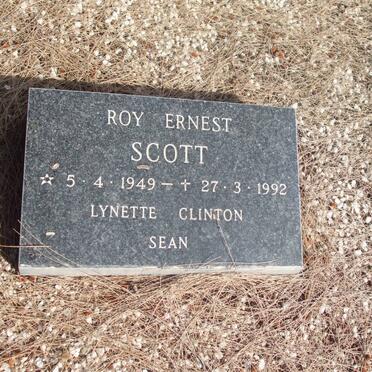 ROY ERNEST
SCOTT
☆ 5 · 4 · 1949 – ✝ 27 · 3 · 1992
LYNETTE CLINTON
SEAN